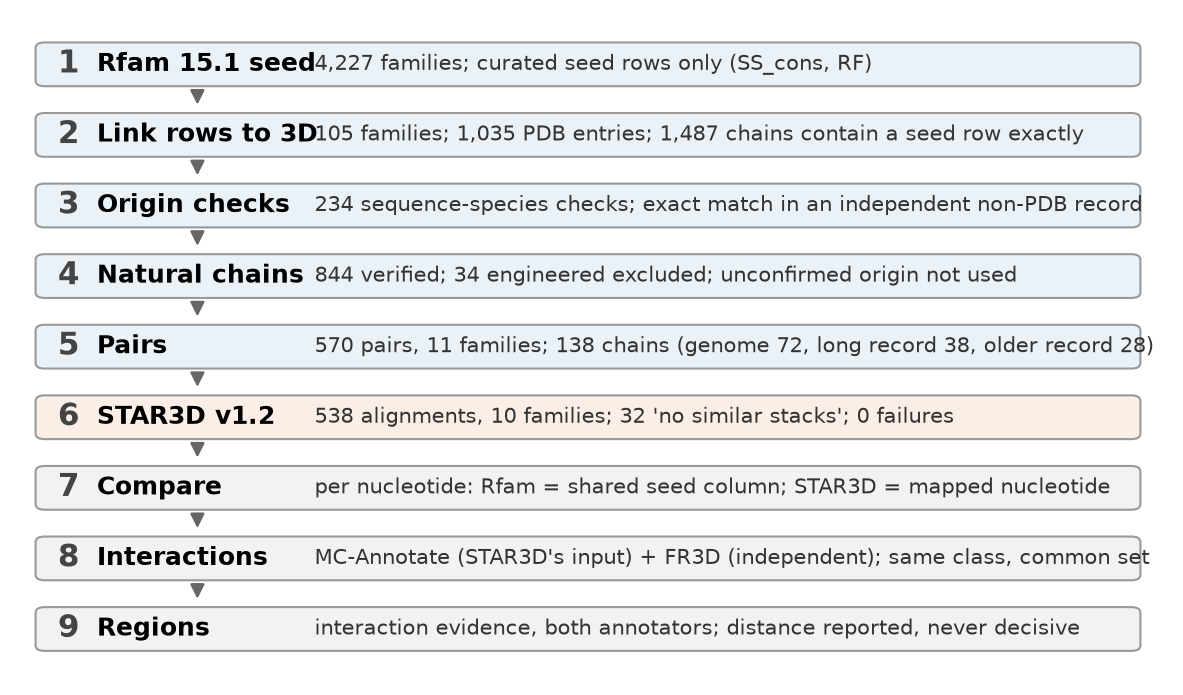 1 Rfam 15.1 seed 4,227 families; curated seed rows only (SS_cons, RF)
2 Link rows to 3D 105 families; 1,035 PDB entries; 1,487 chains contain a seed row exactly
3 Origin checks 234 sequence-species checks; exact match in an independent non-PDB record
4 Natural chains 844 verified; 34 engineered excluded; unconfirmed origin not used
5 Pairs 570 pairs, 11 families; 138 chains (genome 72, long record 38, older record 28)
6 STAR3D v1.2 538 alignments, 10 families; 32 'no similar stacks'; 0 failures
7 Compare per nucleotide: Rfam = shared seed column; STAR3D = mapped nucleotide
8 Interactions MC-Annotate (STAR3D's input) + FR3D (independent); same class, common set
9 Regions interaction evidence, both annotators; distance reported, never decisive